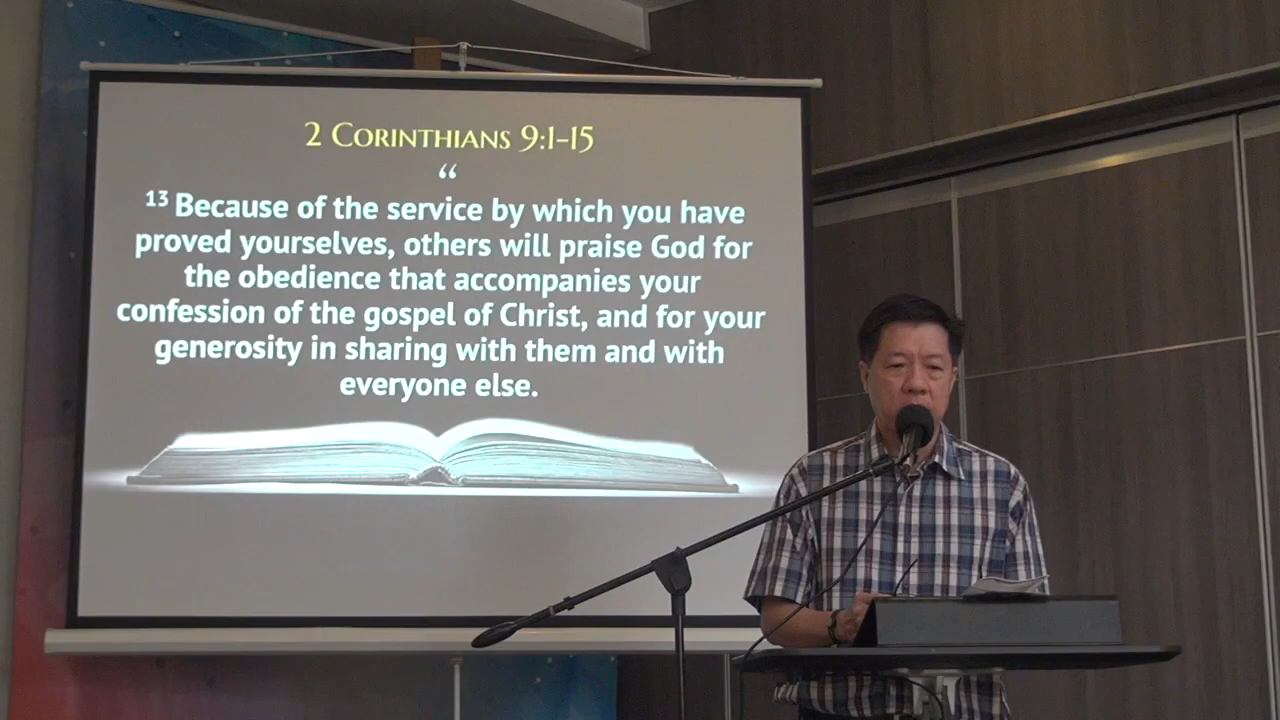 2 Corinthians 9:1-15
“
13 Because of the service by which you have
proved yourselves, others will praise God for
the obedience that accompanies your
confession of the gospel of Christ, and for your
generosity in sharing with them and with
everyone else.